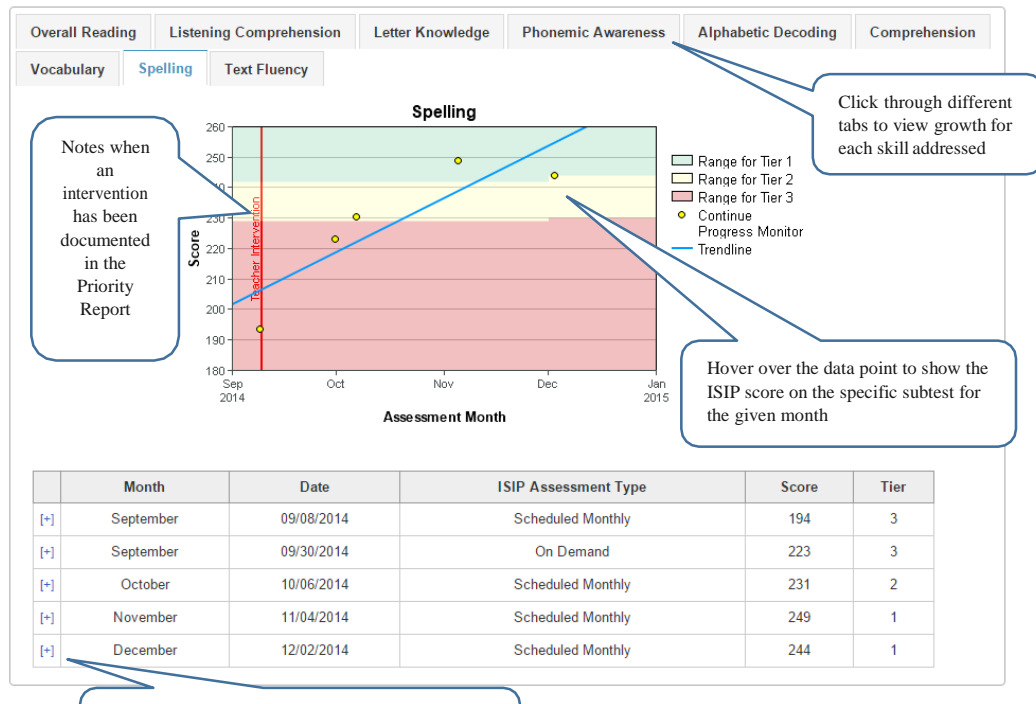 Overall Reading Listening Comprehension Letter Knowledge Phonemic Awareness Alphabetic Decoding Comprehension
Vocabulary Spelling Text Fluency
Click through different
tabs to view growth for
each skill addressed
Notes when
an
intervention
has been
documented
in the
Priority
Report
Spelling
Score
260
250
240
230
220
210
200
190
180
Teacher Intervention
Sep
2014
Oct
Nov
Dec
Jan
2015
Assessment Month
Range for Tier 1
Range for Tier 2
Range for Tier 3
Continue
Progress Monitor
Trendline
Hover over the data point to show the
ISIP score on the specific subtest for
the given month
Month Date ISIP Assessment Type Score Tier
[+] September 09/08/2014 Scheduled Monthly 194 3
[+] September 09/30/2014 On Demand 223 3
[+] October 10/06/2014 Scheduled Monthly 231 2
[+] November 11/04/2014 Scheduled Monthly 249 1
[+] December 12/02/2014 Scheduled Monthly 244 1